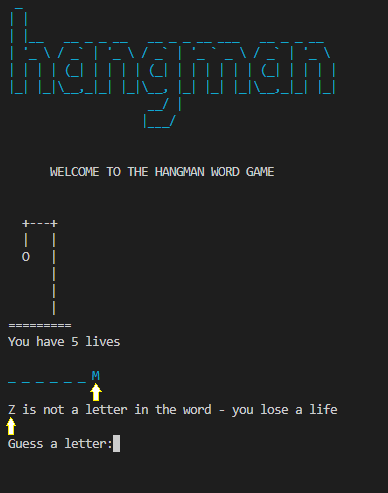 hangman
WELCOME TO THE HANGMAN WORD GAME
+---+
|   |
O   |
    |
    |
    |
=========
You have 5 lives
_ _ _ _ _ _ M
Z is not a letter in the word - you lose a life
Guess a letter: